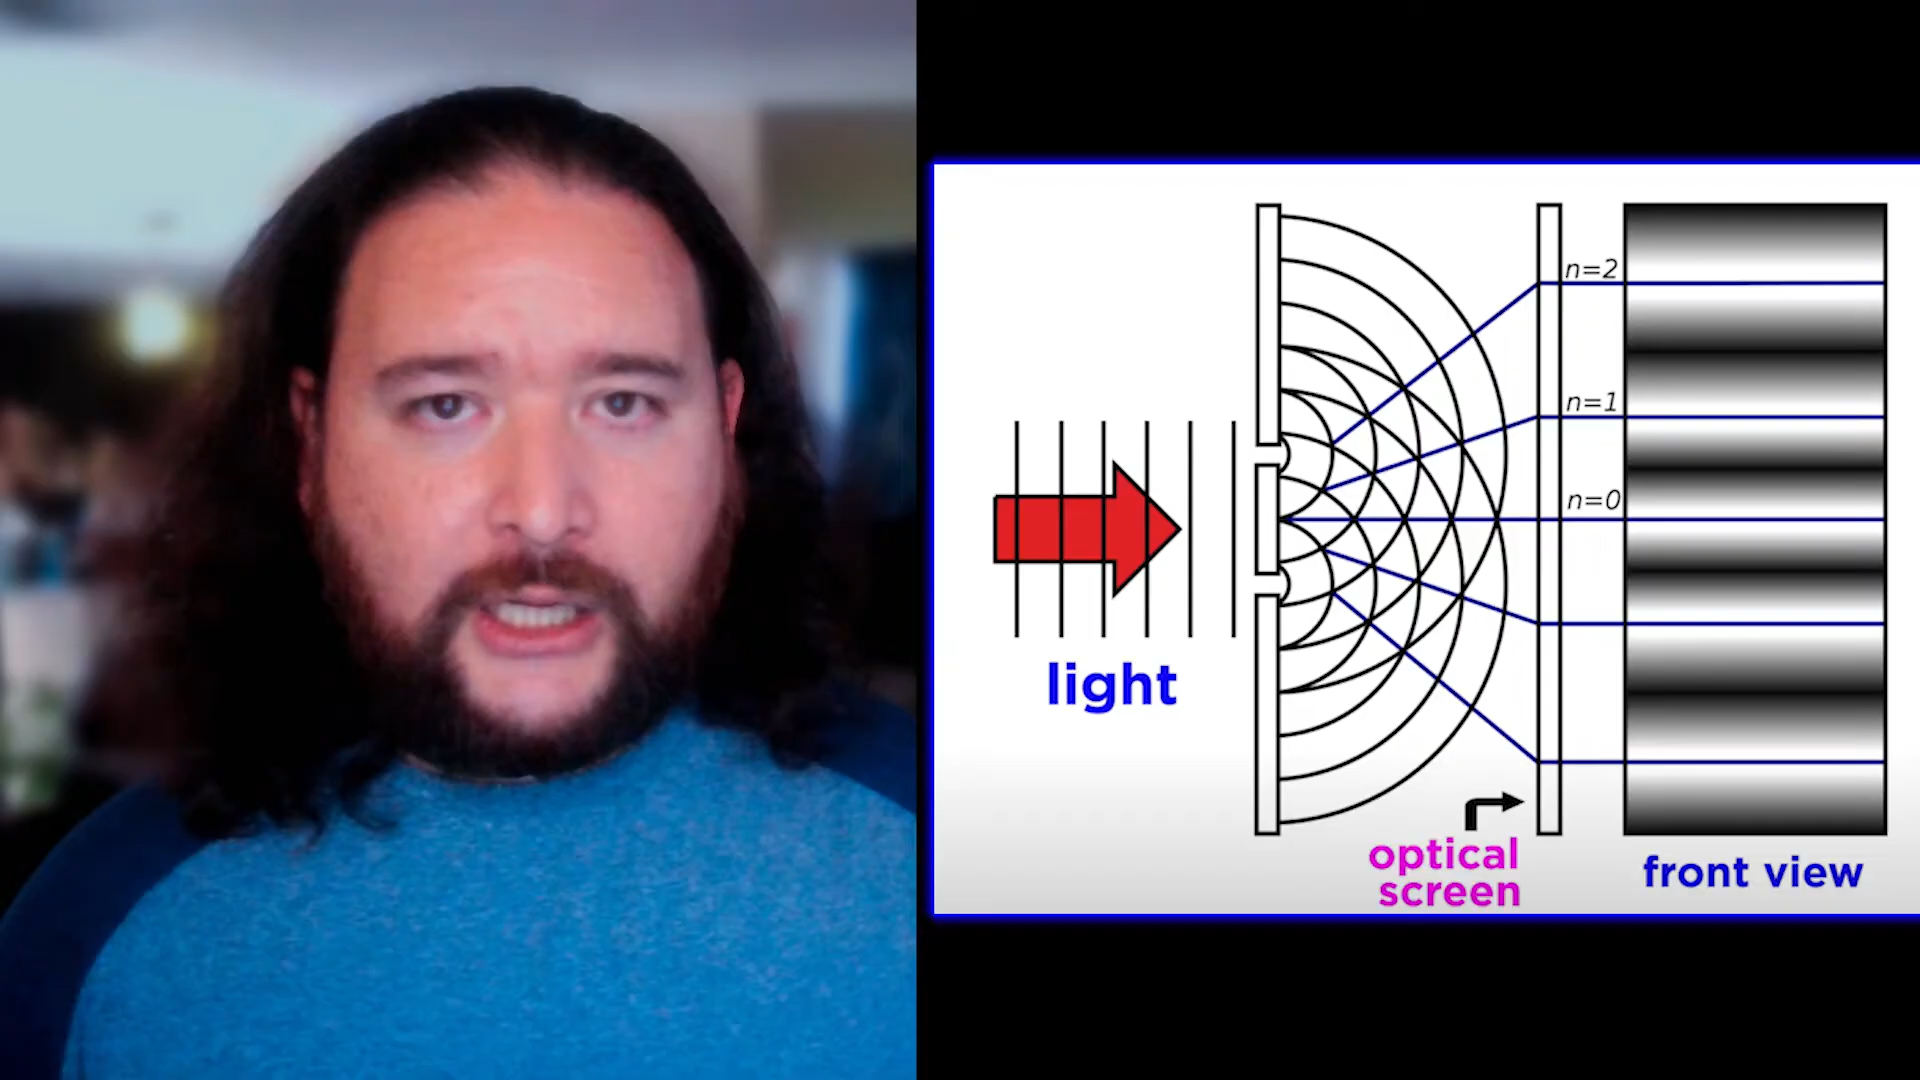 n=2
n=1
n=0
light
optical
screen
front view